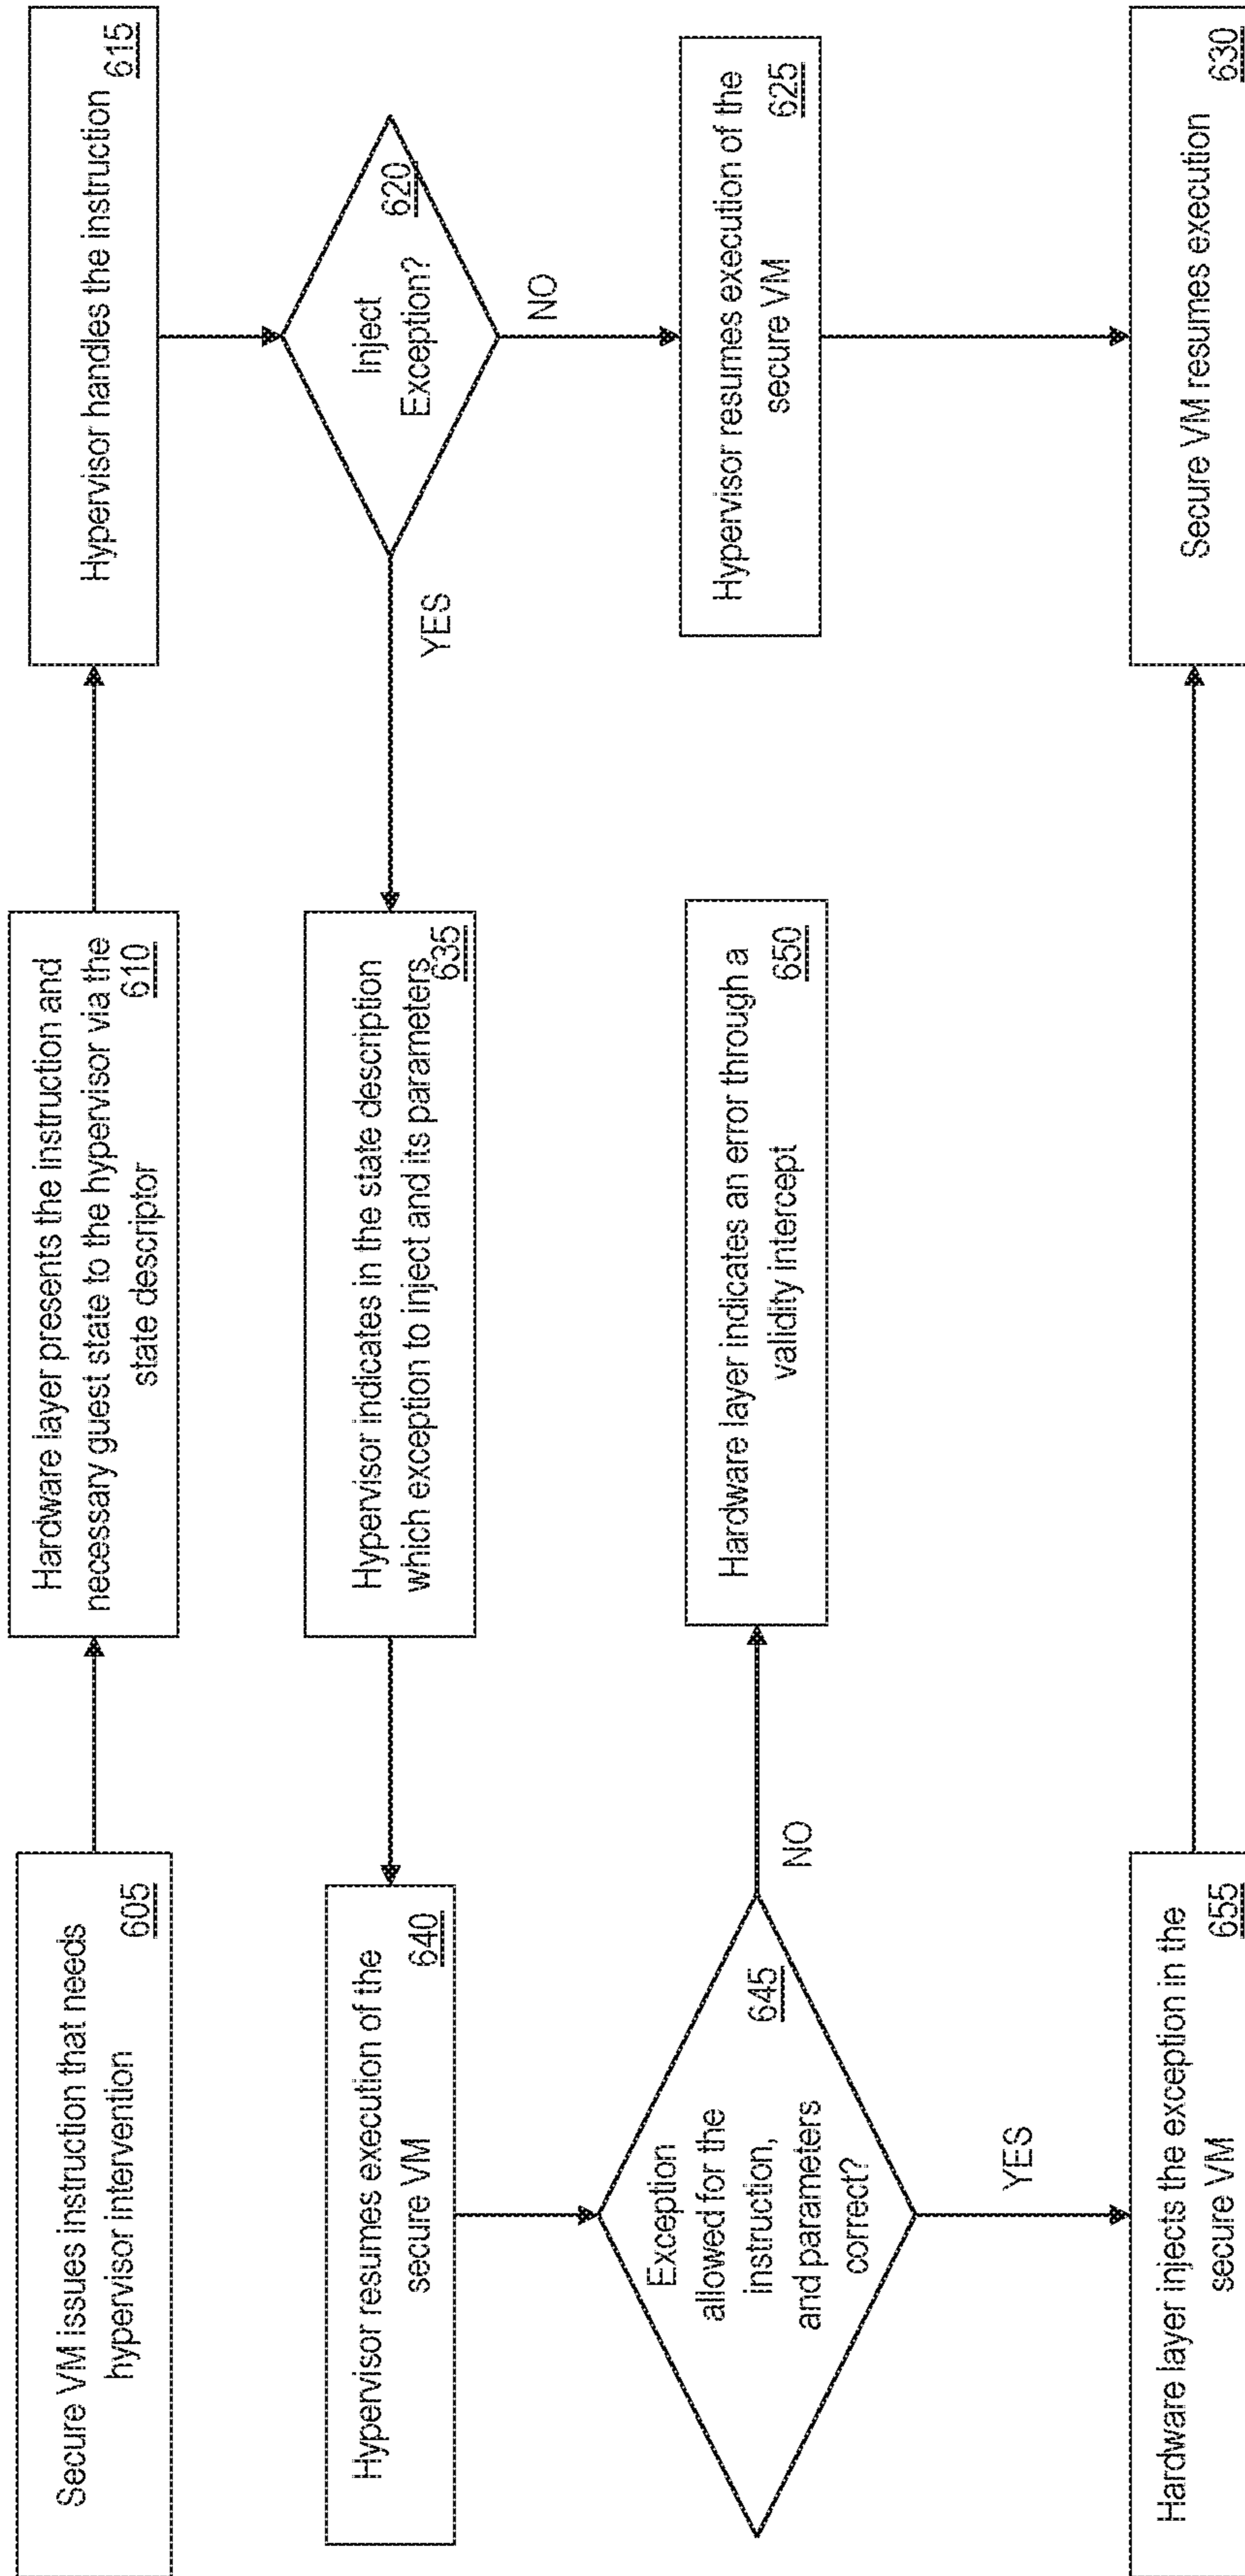 Secure VM issues instruction that needs
hypervisor intervention
605
Hardware layer presents the instruction and
necessary guest state to the hypervisor via the
state descriptor
610
Hypervisor handles the instruction
615
Inject
Exception?
620
YES
NO
Hypervisor resumes execution of the
secure VM
625
Hypervisor indicates in the state description
which exception to inject and its parameters
635
Hypervisor resumes execution of the
secure VM
640
Exception
allowed for the
instruction,
and parameters
correct?
645
NO
YES
Hardware layer indicates an error through a
validity intercept
650
Hardware layer injects the exception in the
secure VM
655
Secure VM resumes execution
630